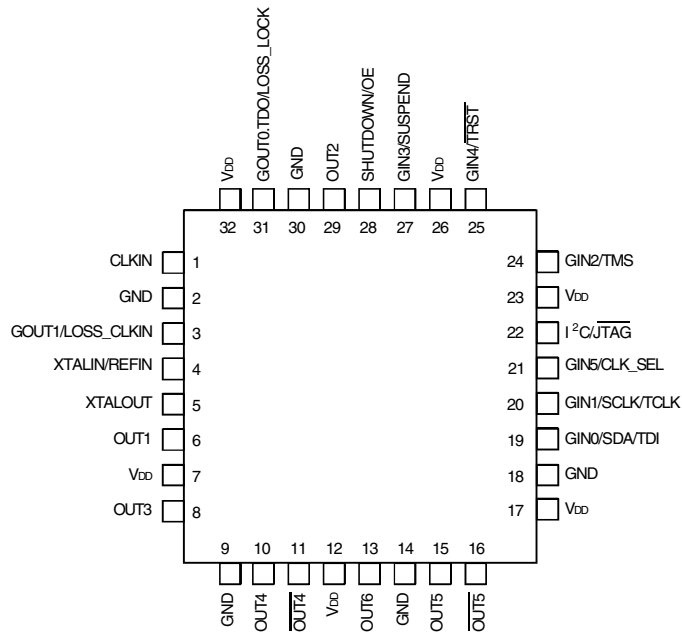 VDD
GOUT0.TDO/LOSS_LOCK
GND
OUT2
SHUTDOWN/OE
GIN3/SUSPEND
VDD
GIN4/TRST
32 31 30 29 28 27 26 25
CLKIN 1
GND 2
GOUT1/LOSS_CLKIN 3
XTALIN/REFIN 4
XTALOUT 5
OUT1 6
VDD 7
OUT3 8
24 GIN2/TMS
23 VDD
22 I2C/JTAG
21 GIN5/CLK_SEL
20 GIN1/SCLK/TCLK
19 GIN0/SDA/TDI
18 GND
17 VDD
9 10 11 12 13 14 15 16
GND
OUT4
OUT4
VDD
OUT6
GND
OUT5
OUT5